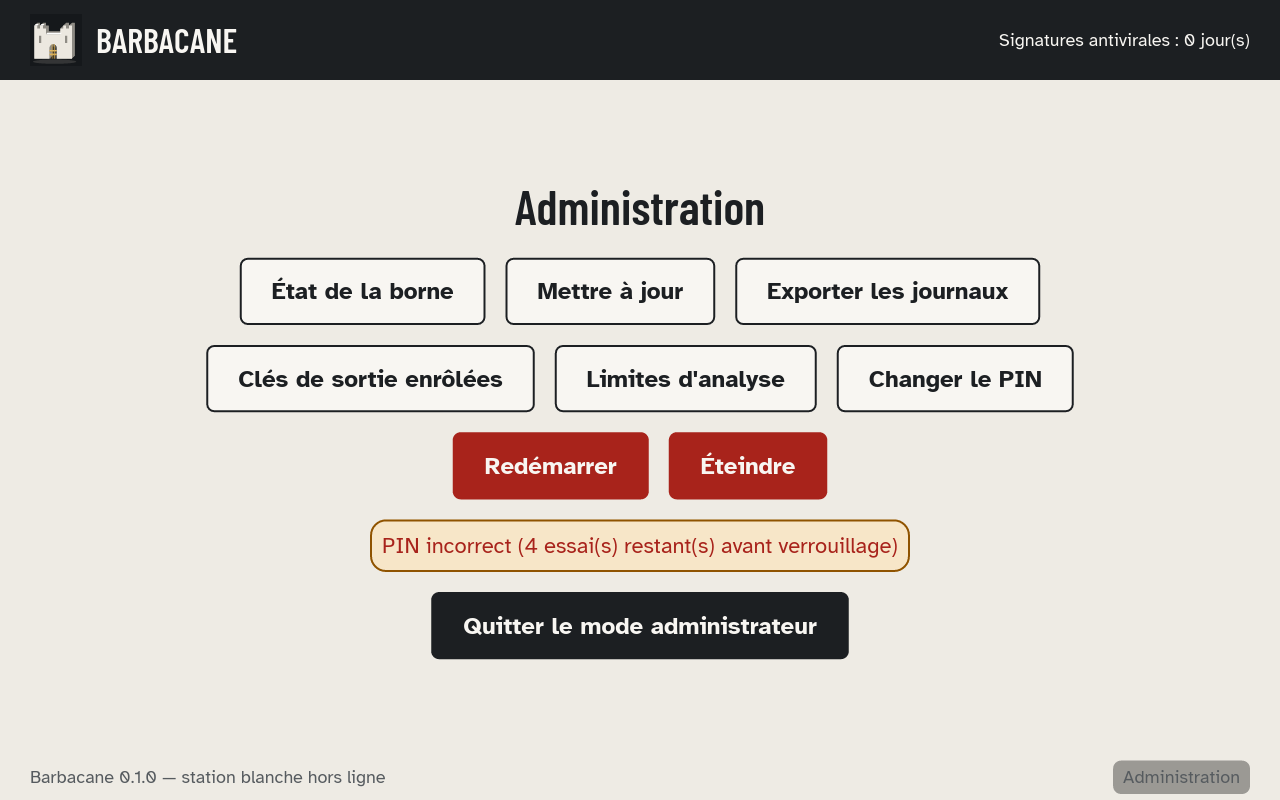 BARBACANE
Signatures antivirales : 0 jour(s)
Administration
État de la borne
Mettre à jour
Exporter les journaux
Clés de sortie enrôlées
Limites d'analyse
Changer le PIN
Redémarrer
Éteindre
PIN incorrect (4 essai(s) restant(s) avant verrouillage)
Quitter le mode administrateur
Barbacane 0.1.0 — station blanche hors ligne
Administration